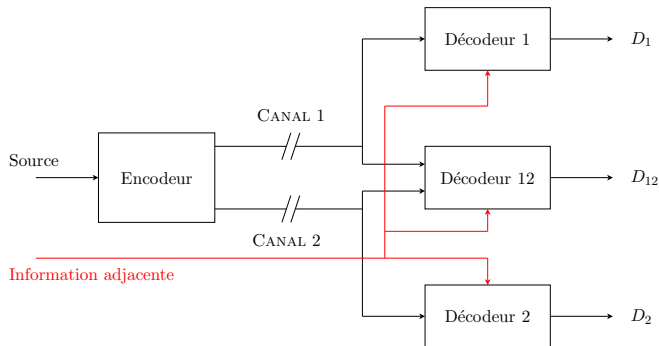 Décodeur 1
D1
CANAL 1
Source
Encodeur
Décodeur 12
D12
CANAL 2
Information adjacente
Décodeur 2
D2